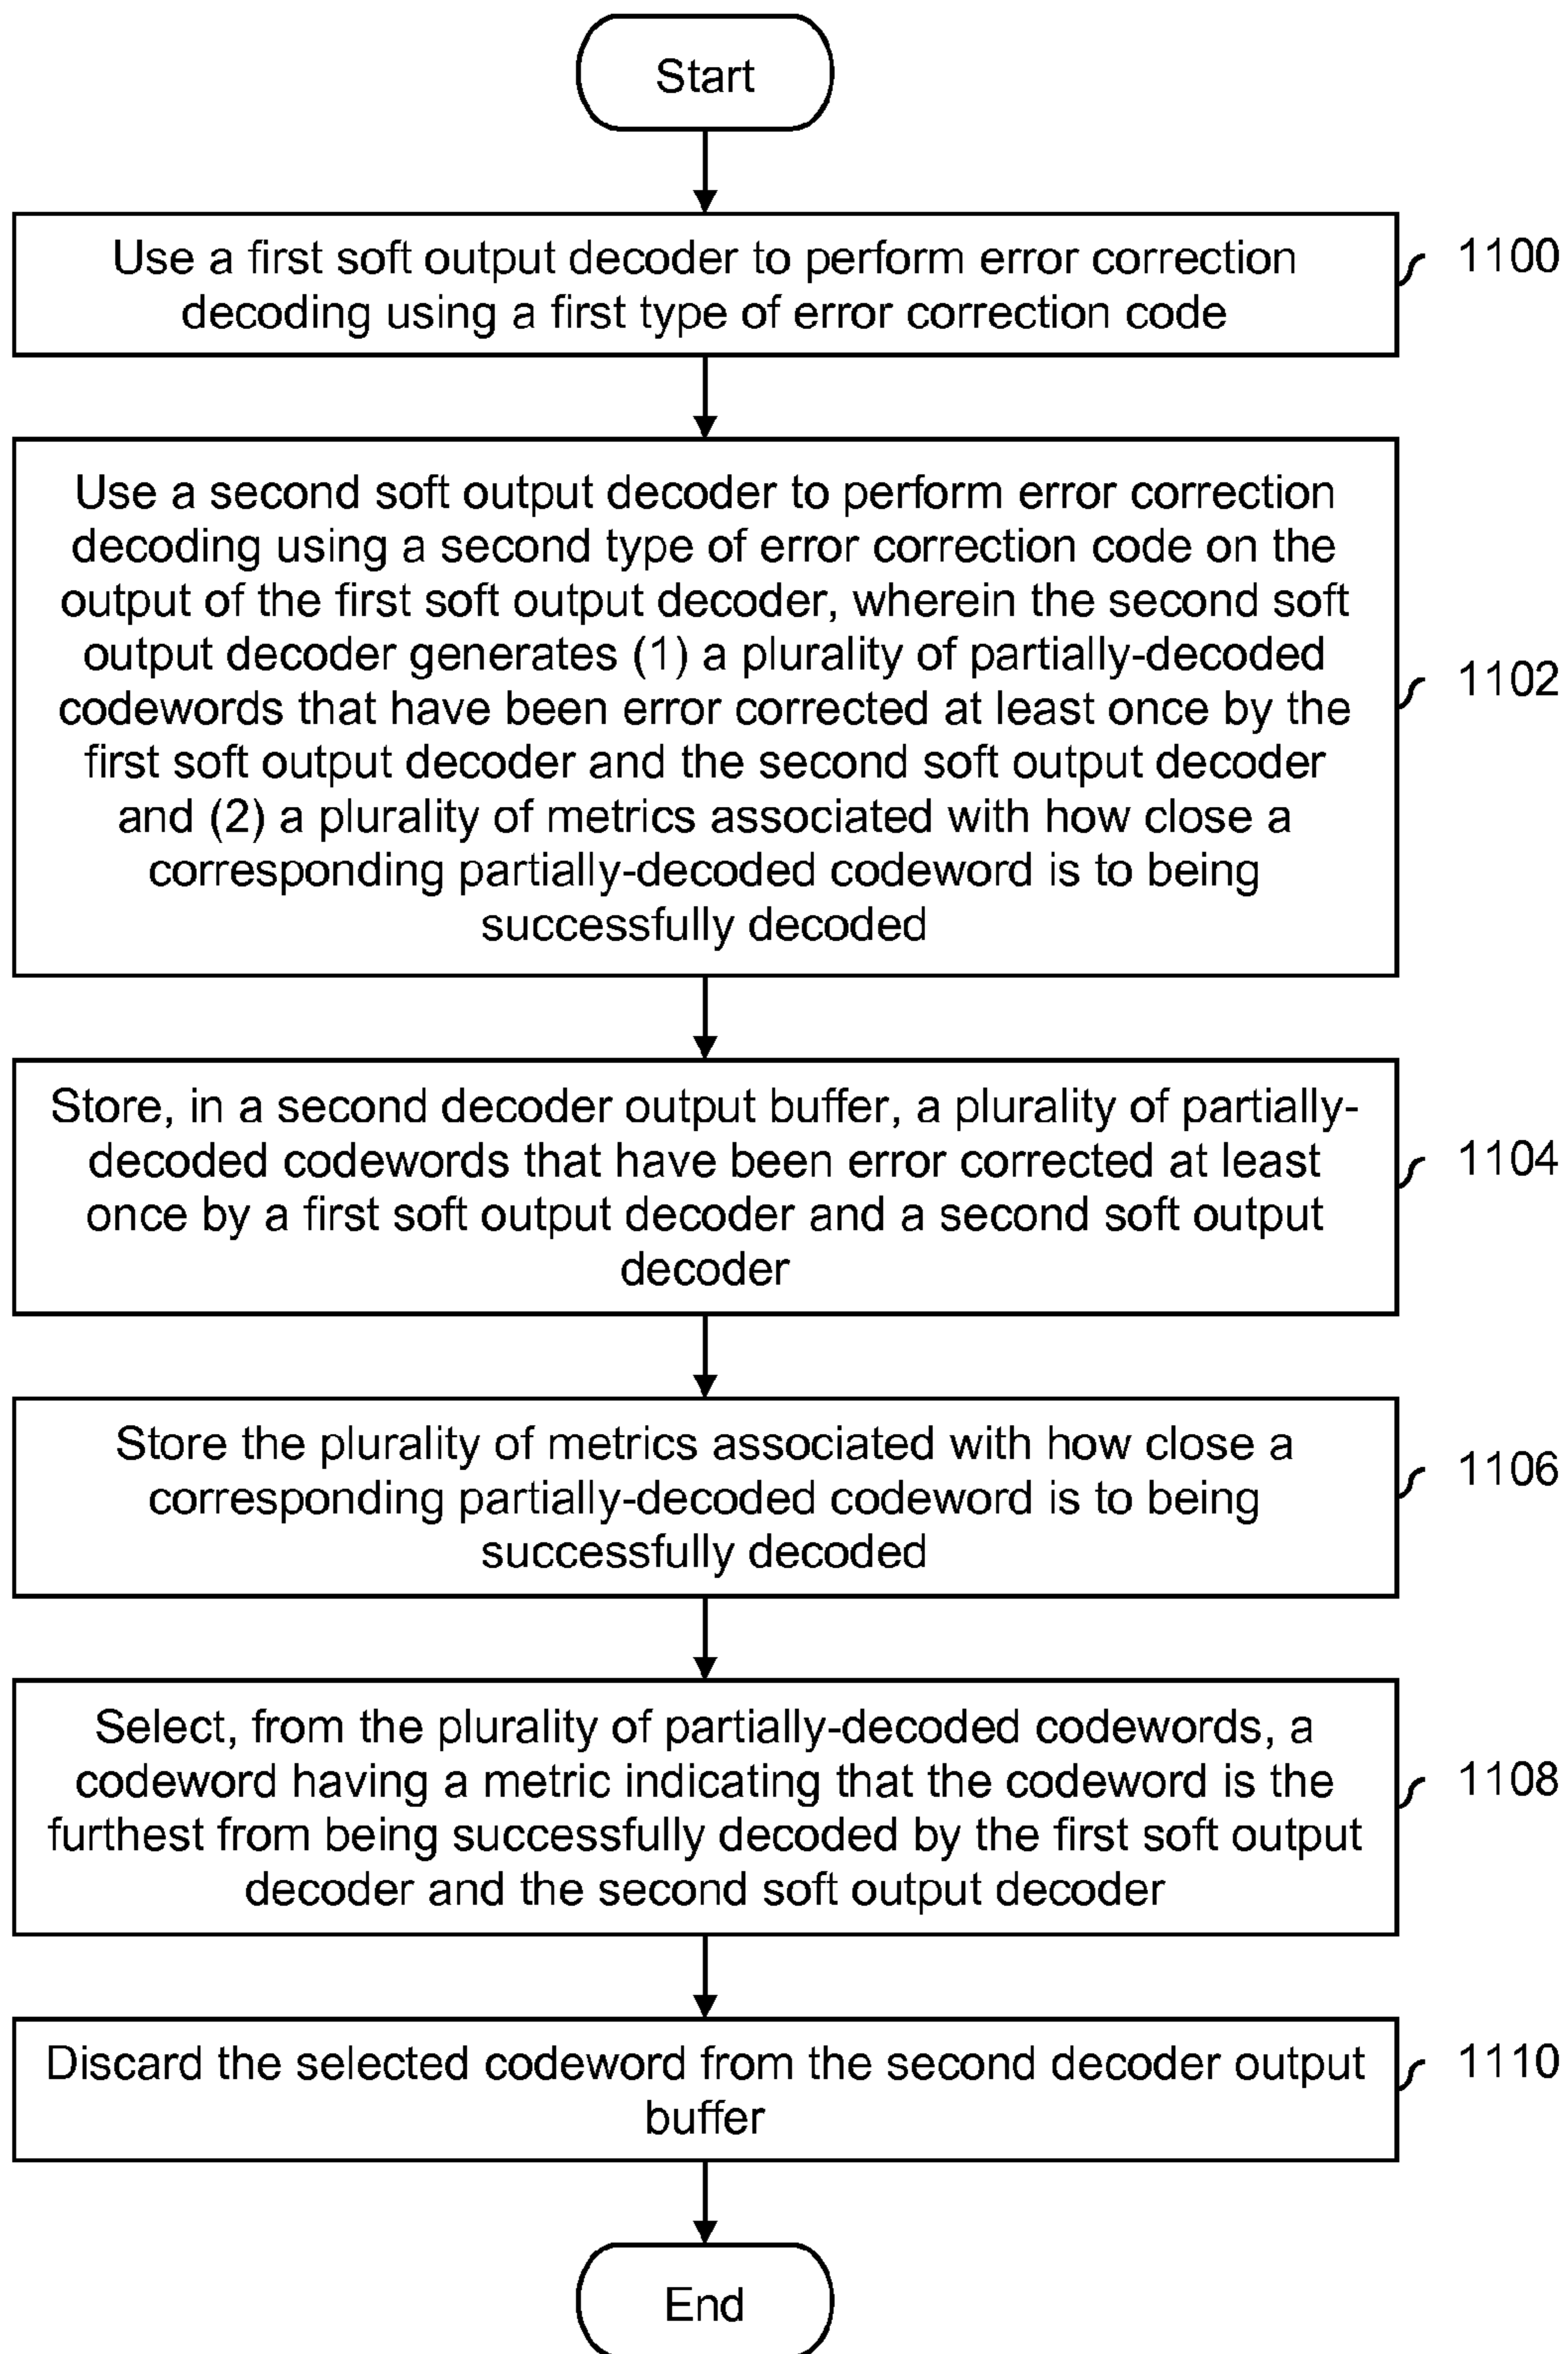 Start
Use a first soft output decoder to perform error correction
decoding using a first type of error correction code
1100
Use a second soft output decoder to perform error correction
decoding using a second type of error correction code on the
output of the first soft output decoder, wherein the second soft
output decoder generates (1) a plurality of partially-decoded
codewords that have been error corrected at least once by the
first soft output decoder and the second soft output decoder
and (2) a plurality of metrics associated with how close a
corresponding partially-decoded codeword is to being
successfully decoded
1102
Store, in a second decoder output buffer, a plurality of partially-
decoded codewords that have been error corrected at least
once by a first soft output decoder and a second soft output
decoder
1104
Store the plurality of metrics associated with how close a
corresponding partially-decoded codeword is to being
successfully decoded
1106
Select, from the plurality of partially-decoded codewords, a
codeword having a metric indicating that the codeword is the
furthest from being successfully decoded by the first soft output
decoder and the second soft output decoder
1108
Discard the selected codeword from the second decoder output
buffer
1110
End